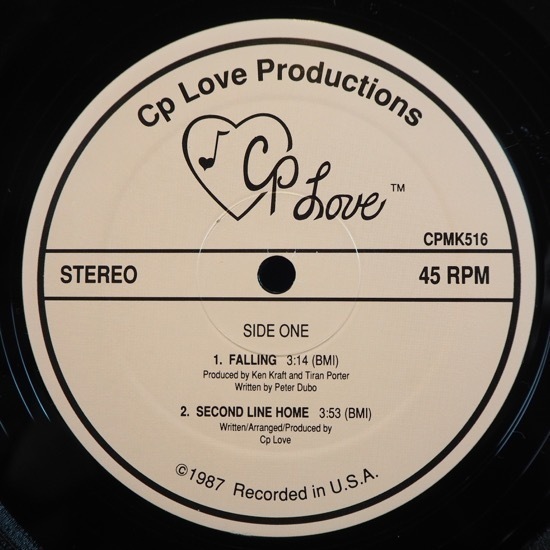 Cp Love Productions
Cp Love™
CPMK516
STEREO 45 RPM
SIDE ONE
1. FALLING 3:14 (BMI)
Produced by Ken Kraft and Tiran Porter
Written by Peter Dubo
2. SECOND LINE HOME 3:53 (BMI)
Written/Arranged/Produced by
Cp Love
©1987 Recorded in U.S.A.